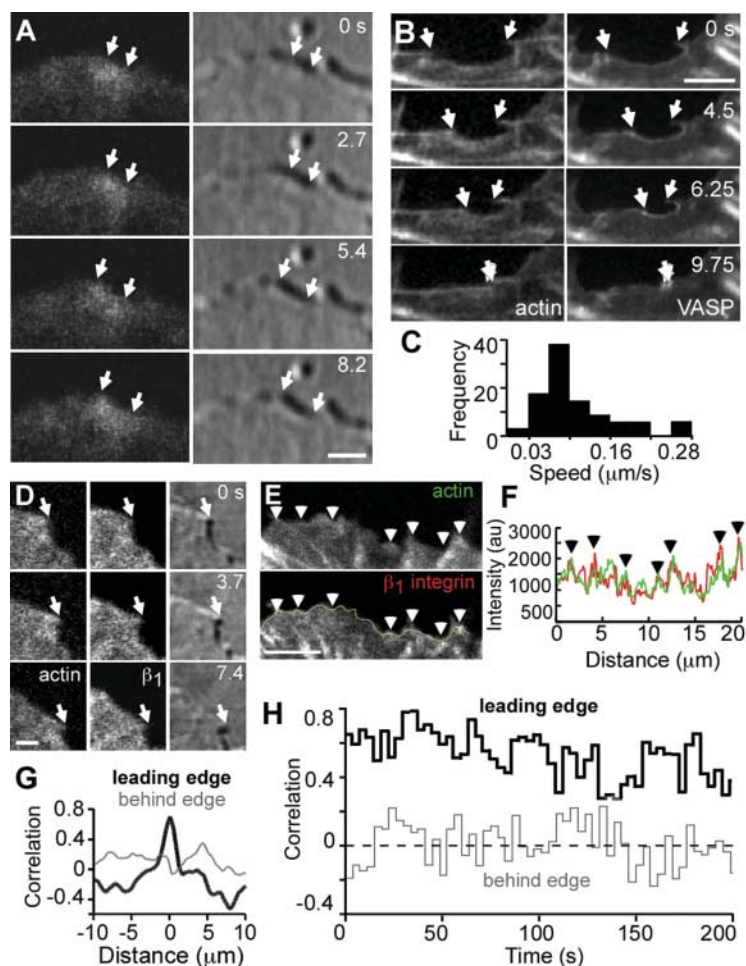 A
0 s
2.7
5.4
8.2
B
0 s
4.5
6.25
9.75
actin
VASP
C
Frequency
40
20
0
0.03 0.16 0.28
Speed (μm/s)
D
0 s
3.7
7.4
actin
β1
E
actin
β1 integrin
F
Intensity (au)
3000
2500
1500
500
0 5 10 15 20
Distance (μm)
G
leading edge
behind edge
Correlation
0.8
0.4
0
-0.4
-10 -5 0 5 10
Distance (μm)
H
leading edge
Correlation
0.8
0.4
0
-0.4
behind edge
0 50 100 150 200
Time (s)